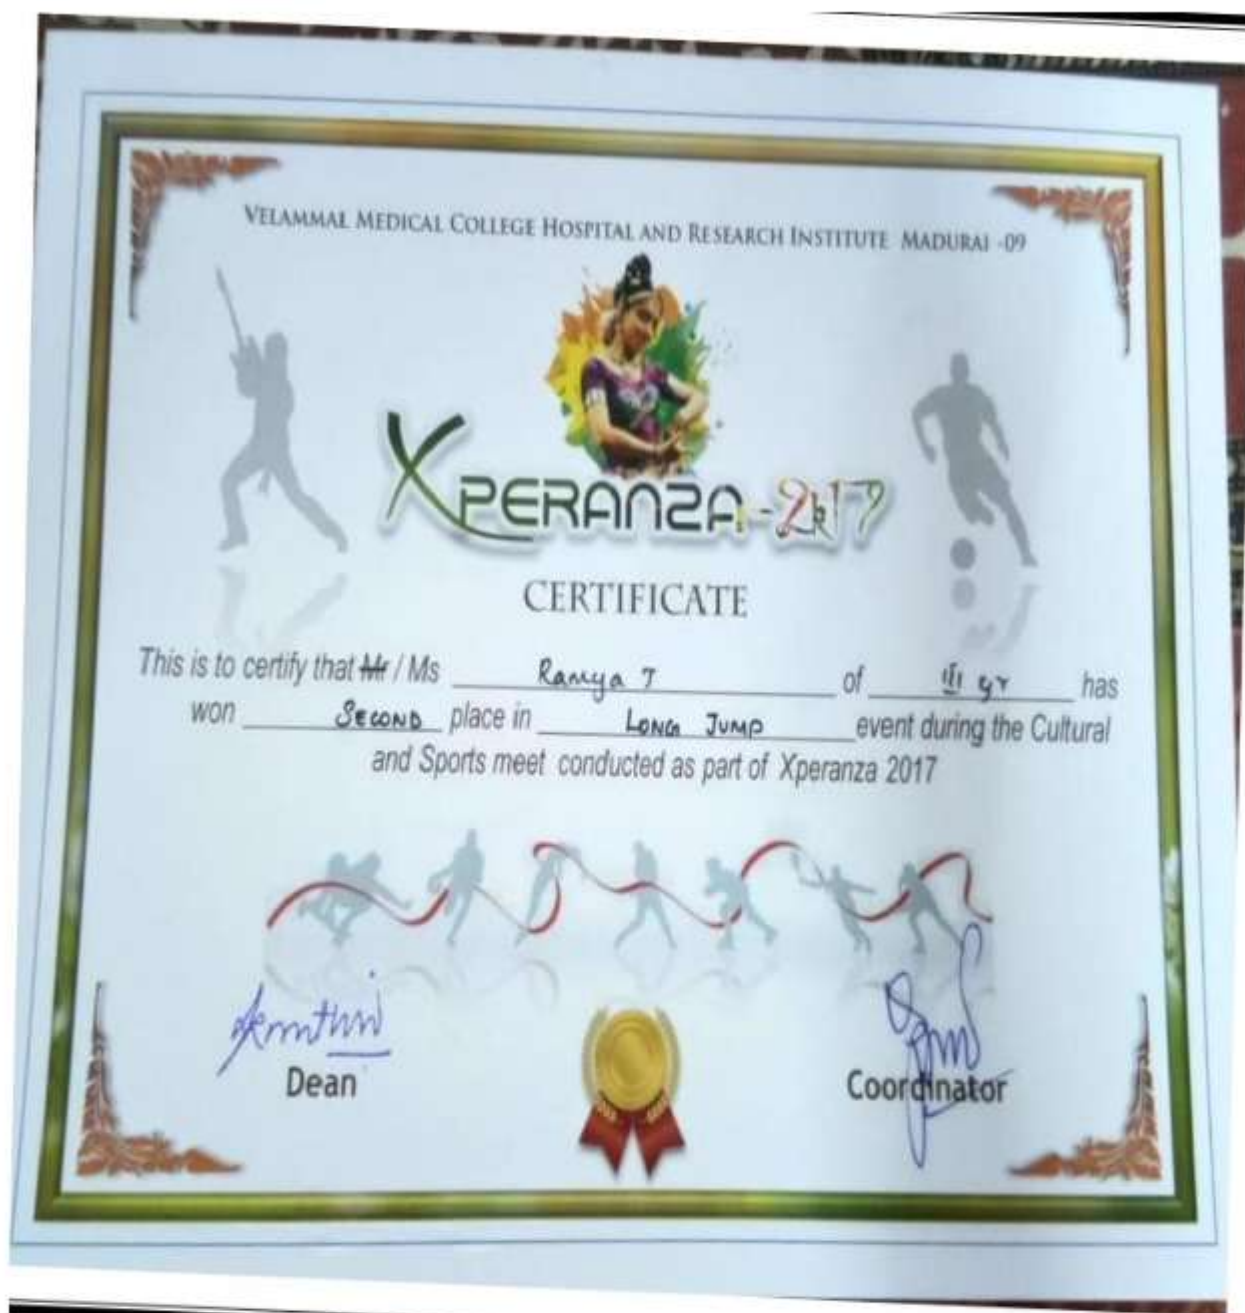 VELAMMAL MEDICAL COLLEGE HOSPITAL AND RESEARCH INSTITUTE MADURAI -09
XPERANZA-2k17
CERTIFICATE
This is to certify that Mr / Ms Ramya T of III yr has
won SECOND place in LONG JUMP event during the Cultural
and Sports meet conducted as part of Xperanza 2017
Dean
Coordinator